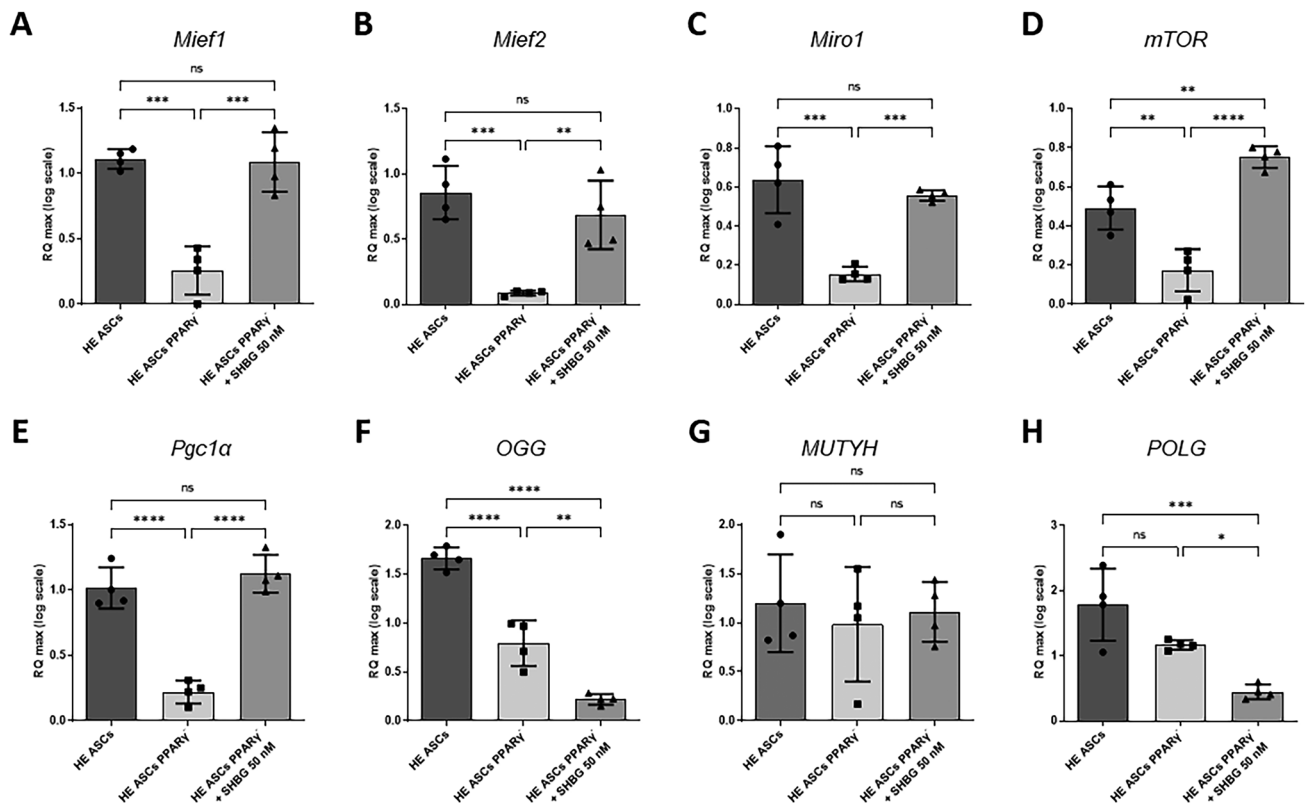 A
Mief1
ns
***
***
RQ max (log scale)
1.5
1.0
0.5
0.0
HE ASCs
HE ASCs PPARγ-
HE ASCs PPARγ-
+ SHBG 50 nM
B
Mief2
ns
***
**
RQ max (log scale)
1.5
1.0
0.5
0.0
HE ASCs
HE ASCs PPARγ-
HE ASCs PPARγ-
+ SHBG 50 nM
C
Miro1
ns
***
***
RQ max (log scale)
1.0
0.8
0.6
0.4
0.2
0.0
HE ASCs
HE ASCs PPARγ-
HE ASCs PPARγ-
+ SHBG 50 nM
D
mTOR
**
**
****
RQ max (log scale)
1.0
0.8
0.6
0.4
0.2
0.0
HE ASCs
HE ASCs PPARγ-
HE ASCs PPARγ-
+ SHBG 50 nM
E
Pgc1α
ns
****
****
RQ max (log scale)
1.5
1.0
0.5
0.0
HE ASCs
HE ASCs PPARγ-
HE ASCs PPARγ-
+ SHBG 50 nM
F
OGG
****
****
**
RQ max (log scale)
2.0
1.5
1.0
0.5
0.0
HE ASCs
HE ASCs PPARγ-
HE ASCs PPARγ-
+ SHBG 50 nM
G
MUTYH
ns
ns
ns
RQ max (log scale)
2.0
1.5
1.0
0.5
0.0
HE ASCs
HE ASCs PPARγ-
HE ASCs PPARγ-
+ SHBG 50 nM
H
POLG
***
ns
*
RQ max (log scale)
3
2
1
0
HE ASCs
HE ASCs PPARγ-
HE ASCs PPARγ-
+ SHBG 50 nM